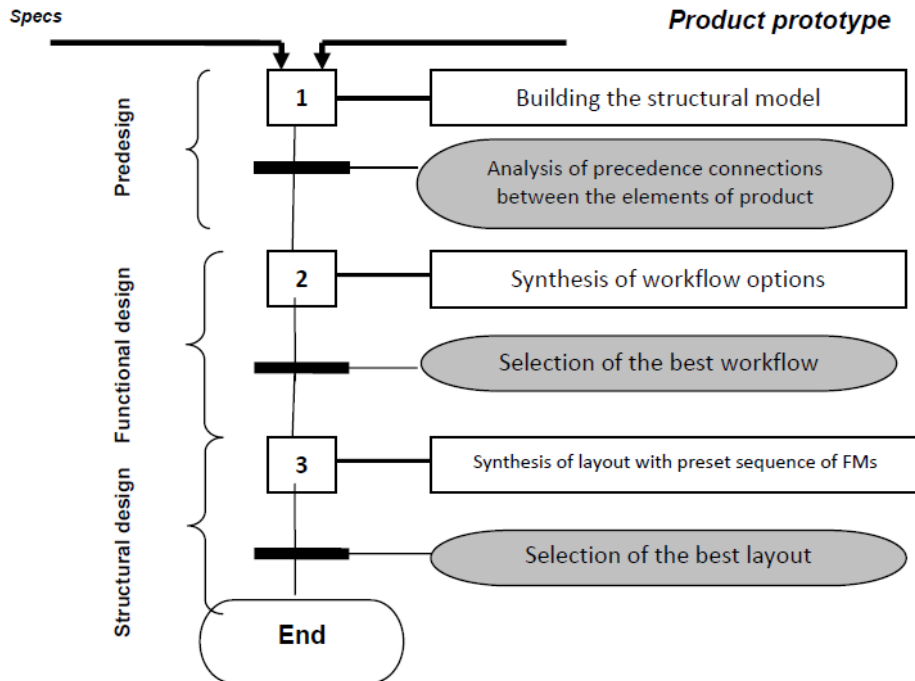 Specs
Product prototype
1
Building the structural model
Predesign
Analysis of precedence connections
between the elements of product
2
Synthesis of workflow options
Functional design
Selection of the best workflow
3
Synthesis of layout with preset sequence of FMs
Structural design
Selection of the best layout
End